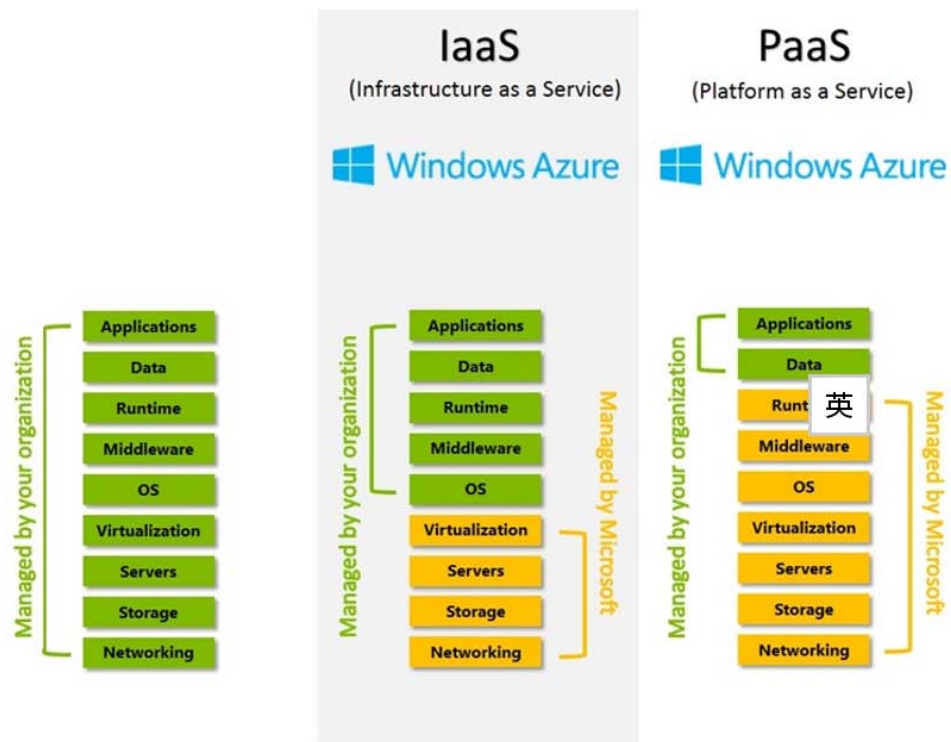 IaaS
(Infrastructure as a Service)
Windows Azure
PaaS
(Platform as a Service)
Windows Azure
Managed by your organization
Applications
Data
Runtime
Middleware
OS
Virtualization
Servers
Storage
Networking
Managed by your organization
Applications
Data
Runtime
Middleware
OS
Virtualization
Servers
Storage
Networking
Managed by Microsoft
Managed by your organization
Applications
Data
Runt
英
Middleware
OS
Virtualization
Servers
Storage
Networking
Managed by Microsoft